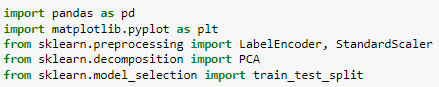 import pandas as pd
import matplotlib.pyplot as plt
from sklearn.preprocessing import LabelEncoder, StandardScaler
from sklearn.decomposition import PCA
from sklearn.model_selection import train_test_split